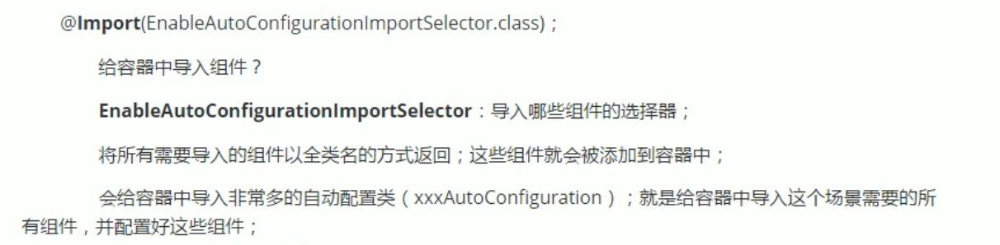 @Import(EnableAutoConfigurationImportSelector.class)；
给容器中导入组件？
EnableAutoConfigurationImportSelector：导入哪些组件的选择器；
将所有需要导入的组件以全类名的方式返回；这些组件就会被添加到容器中；
会给容器中导入非常多的自动配置类（xxxAutoConfiguration）；就是给容器中导入这个场景需要的所
有组件，并配置好这些组件；